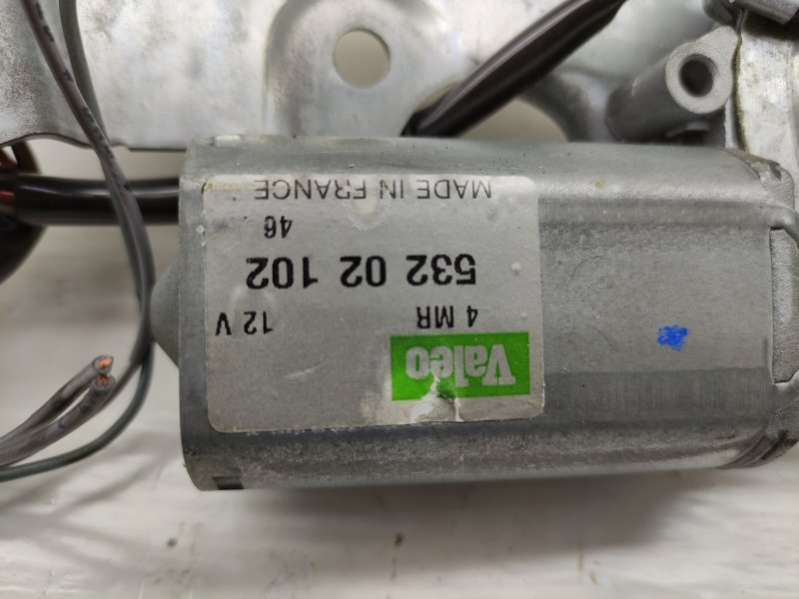 Valeo
4 MR 12 V
532 02 102
46
MADE IN FRANCE